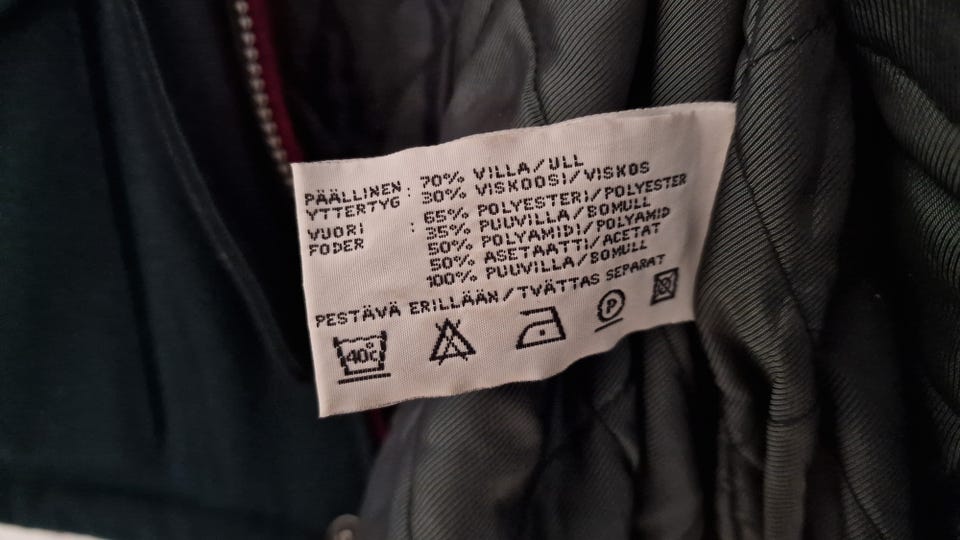 PÄÄLLINEN : 70% VILLA/ULL
YTTERTYG 30% VISKOOSI/VISKOS
VUORI : 65% POLYESTERI/POLYESTER
FODER 35% PUUVILLA/BOMULL
50% POLYAMIDI/POLYAMID
50% ASETAATTI/ACETAT
100% PUUVILLA/BOMULL
PESTÄVÄ ERILLÄÄN/TVÄTTAS SEPARAT
40°C P